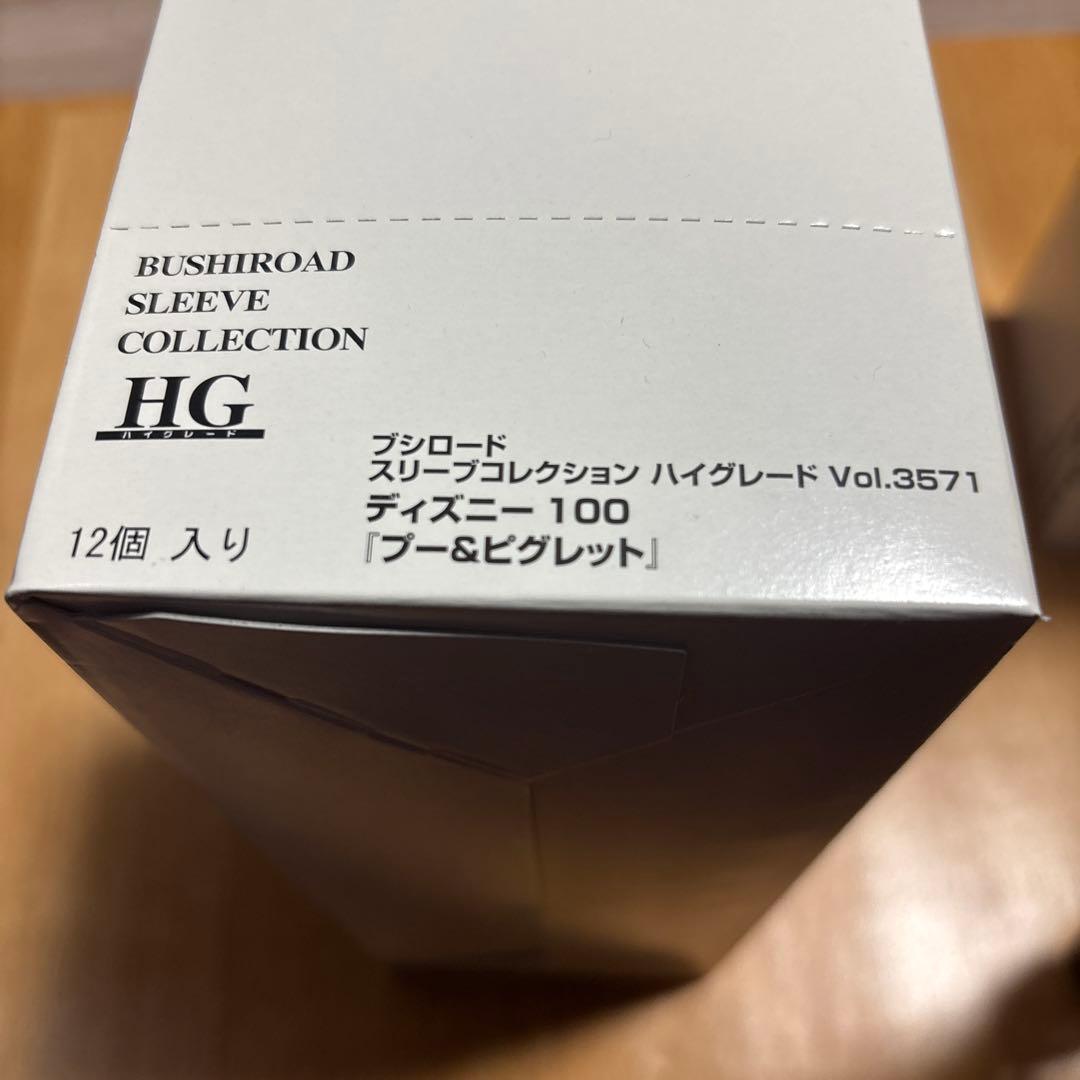 BUSHIROAD
SLEEVE
COLLECTION
HG
ハイグレード
ブシロード
スリーブコレクション ハイグレード Vol.3571
ディズニー 100
『プー&ピグレット』
12個 入り